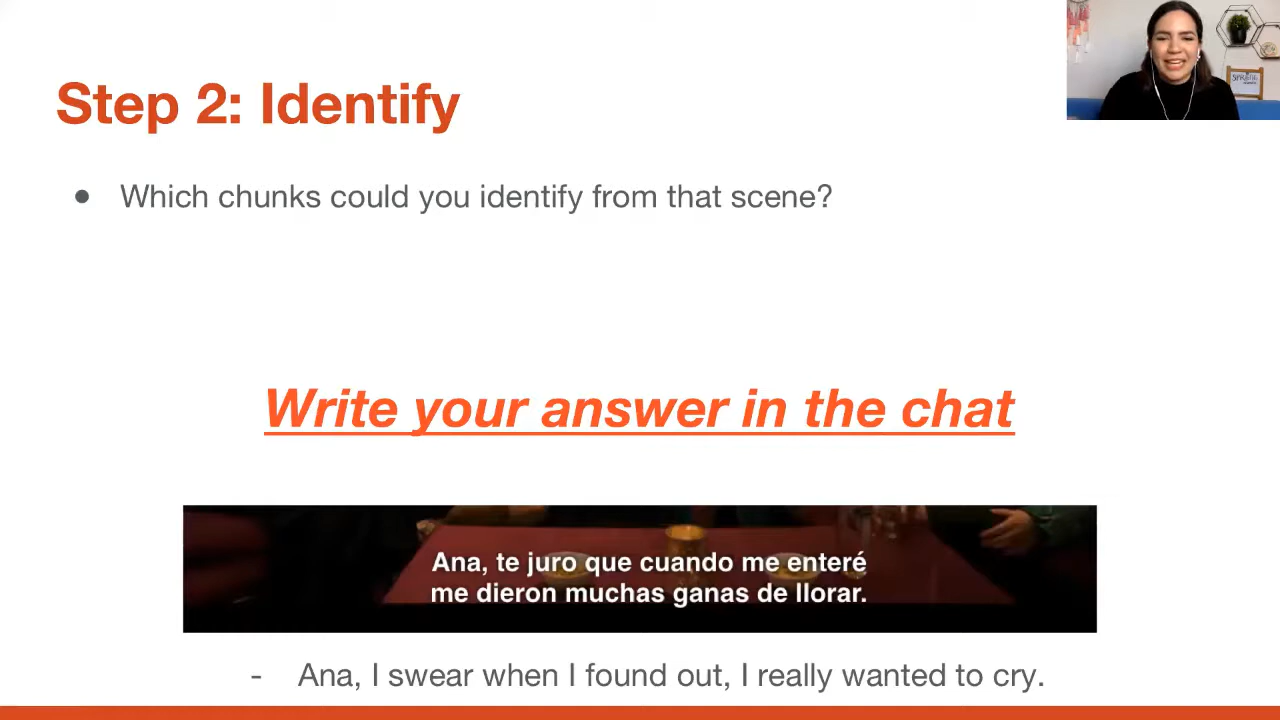 Step 2: Identify
● Which chunks could you identify from that scene?
Write your answer in the chat
Ana, te juro que cuando me enteré
me dieron muchas ganas de llorar.
- Ana, I swear when I found out, I really wanted to cry.